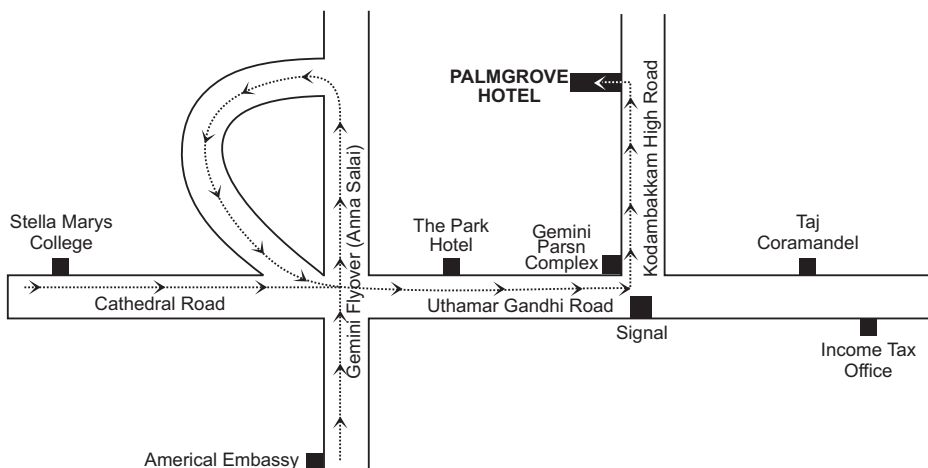 PALMGROVE
HOTEL
Kodambakkam High Road
Gemini Flyover (Anna Salai)
Stella Marys
College
The Park
Hotel
Gemini
Parsn
Complex
Taj
Coramandel
Cathedral Road
Uthamar Gandhi Road
Signal
Income Tax
Office
Americal Embassy